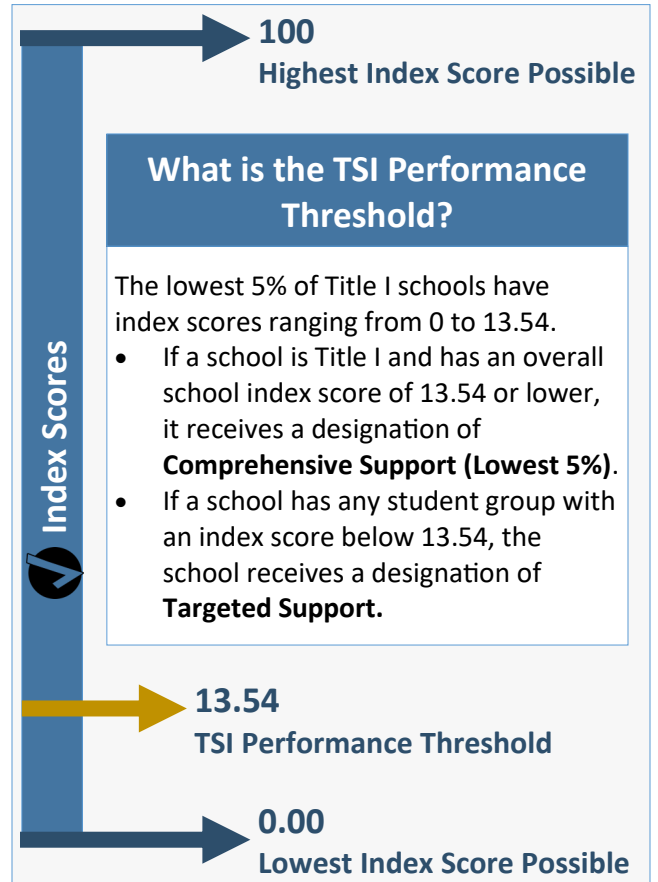 100
Highest Index Score Possible
What is the TSI Performance
Threshold?
The lowest 5% of Title I schools have
index scores ranging from 0 to 13.54.
• If a school is Title I and has an overall
school index score of 13.54 or lower,
it receives a designation of
Comprehensive Support (Lowest 5%).
• If a school has any student group with
an index score below 13.54, the
school receives a designation of
Targeted Support.
Index Scores
13.54
TSI Performance Threshold
0.00
Lowest Index Score Possible